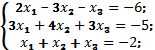 2x₁ - 3x₂ - x₃ = -6;
3x₁ + 4x₂ + 3x₃ = -5;
x₁ + x₂ + x₃ = -2;